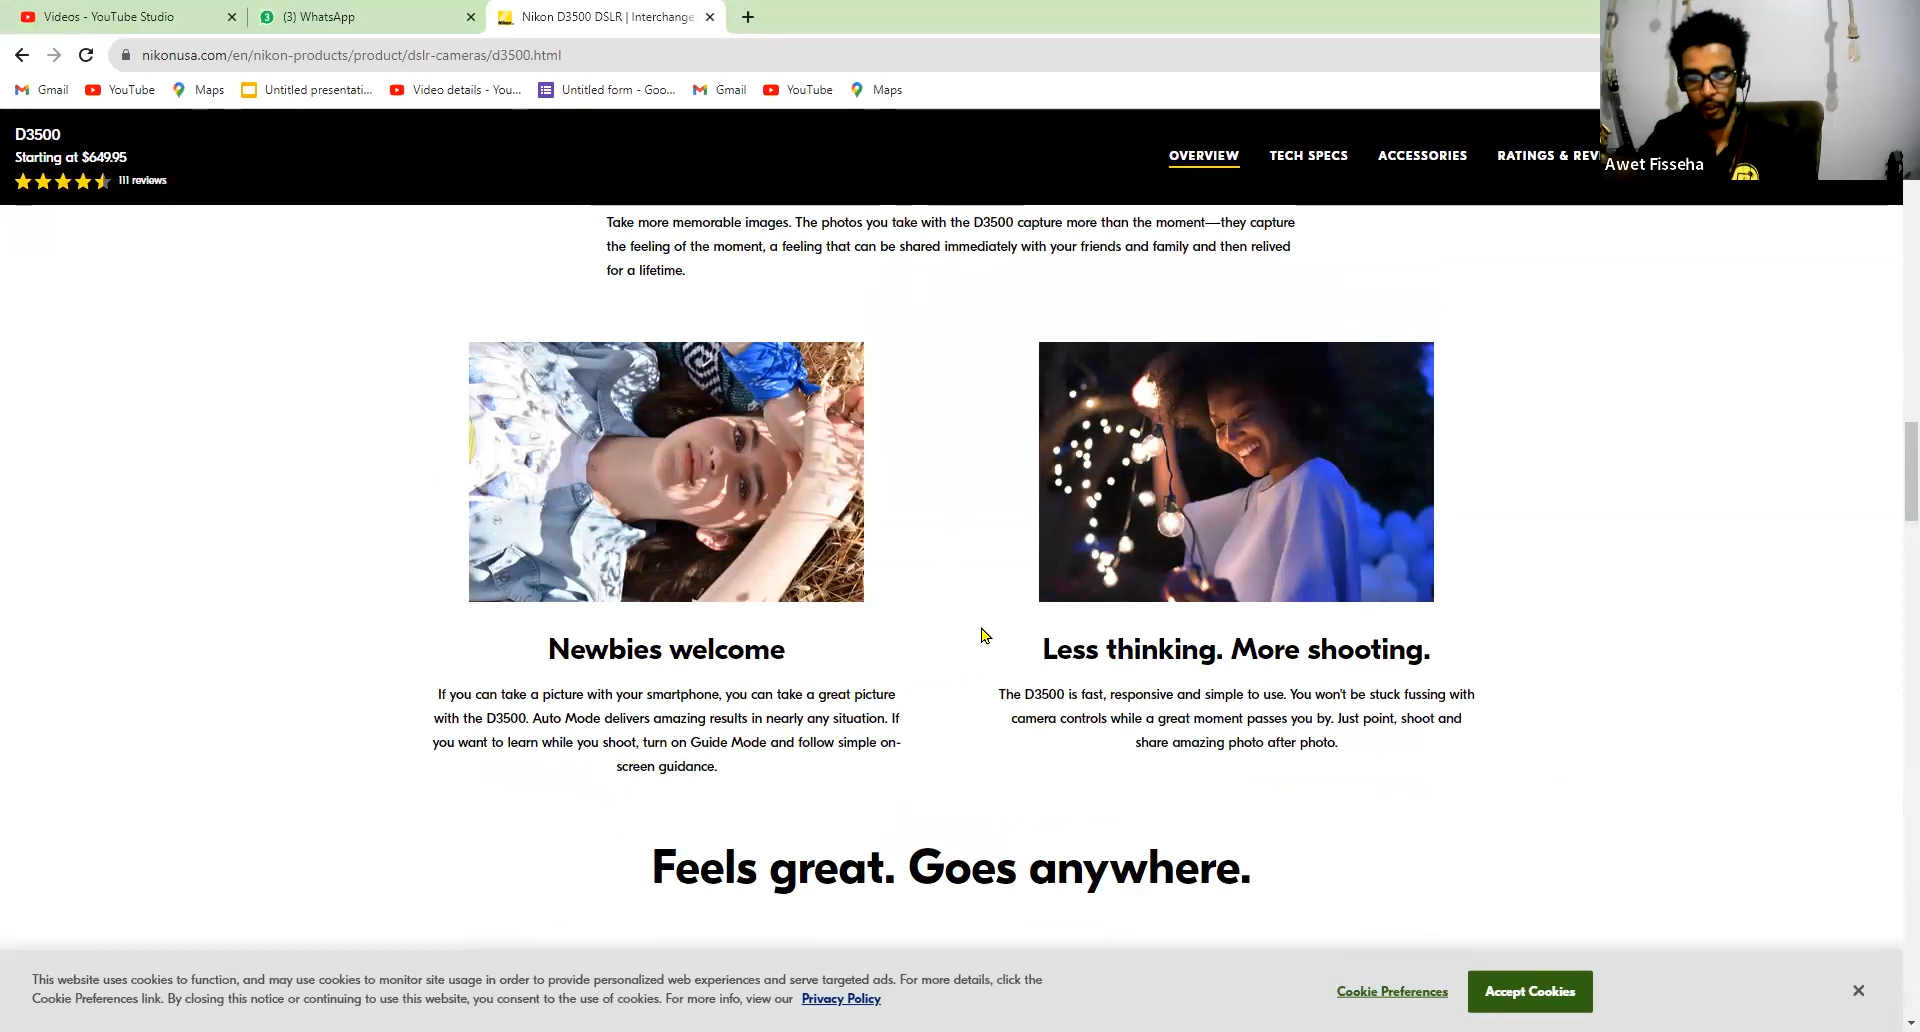 Videos - YouTube Studio
(3) WhatsApp
Nikon D3500 DSLR | Interchange
nikonusa.com/en/nikon-products/product/dslr-cameras/d3500.html
Gmail
YouTube
Maps
Untitled presentati...
Video details - You...
Untitled form - Goo...
Gmail
YouTube
Maps
D3500
Starting at $649.95
111 reviews
OVERVIEW
TECH SPECS
ACCESSORIES
RATINGS & REV
Awet Fisseha
Take more memorable images. The photos you take with the D3500 capture more than the moment—they capture
the feeling of the moment, a feeling that can be shared immediately with your friends and family and then relived
for a lifetime.
Newbies welcome
If you can take a picture with your smartphone, you can take a great picture
with the D3500. Auto Mode delivers amazing results in nearly any situation. If
you want to learn while you shoot, turn on Guide Mode and follow simple on-
screen guidance.
Less thinking. More shooting.
The D3500 is fast, responsive and simple to use. You won't be stuck fussing with
camera controls while a great moment passes you by. Just point, shoot and
share amazing photo after photo.
Feels great. Goes anywhere.
This website uses cookies to function, and may use cookies to monitor site usage in order to provide personalized web experiences and serve targeted ads. For more details, click the
Cookie Preferences link. By closing this notice or continuing to use this website, you consent to the use of cookies. For more info, view our Privacy Policy
Cookie Preferences
Accept Cookies